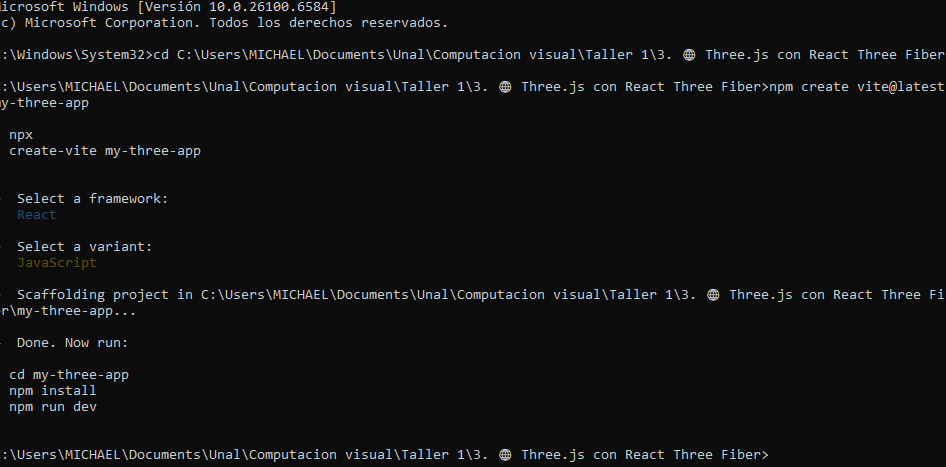 Microsoft Windows [Versión 10.0.26100.6584]
c) Microsoft Corporation. Todos los derechos reservados.
:\Windows\System32>cd C:\Users\MICHAEL\Documents\Unal\Computacion visual\Taller 1\3. 🌐 Three.js con React Three Fiber
:\Users\MICHAEL\Documents\Unal\Computacion visual\Taller 1\3. 🌐 Three.js con React Three Fiber>npm create vite@latest
my-three-app
npx
create-vite my-three-app
Select a framework:
React
Select a variant:
JavaScript
Scaffolding project in C:\Users\MICHAEL\Documents\Unal\Computacion visual\Taller 1\3. 🌐 Three.js con React Three Fi
er\my-three-app...
Done. Now run:
cd my-three-app
npm install
npm run dev
:\Users\MICHAEL\Documents\Unal\Computacion visual\Taller 1\3. 🌐 Three.js con React Three Fiber>